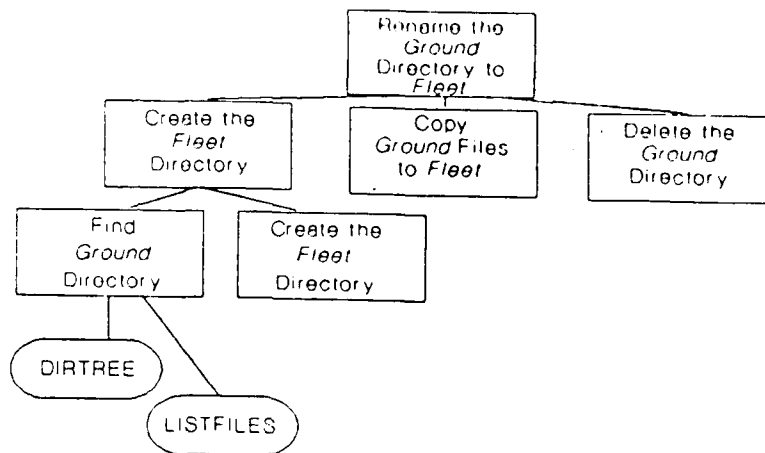 Rename the
Ground
Directory to
Fleet
Create the
Fleet
Directory
Copy
Ground Files
to Fleet
Delete the
Ground
Directory
Find
Ground
Directory
Create the
Fleet
Directory
DIRTREE
LISTFILES